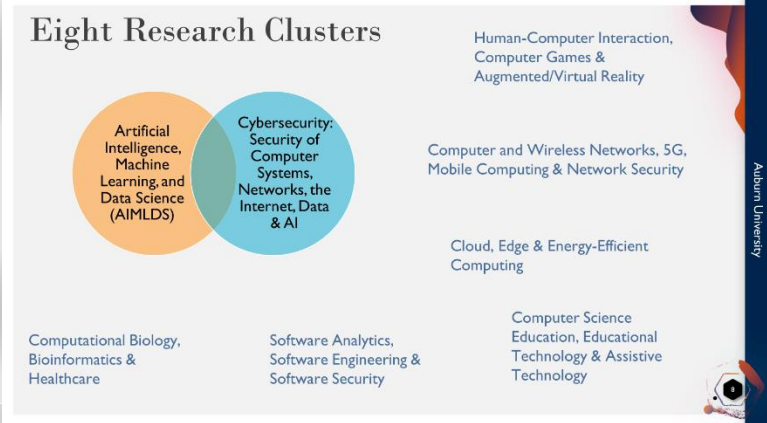 Eight Research Clusters
Human-Computer Interaction,
Computer Games &
Augmented/Virtual Reality
Artificial
Intelligence,
Machine
Learning, and
Data Science
(AIMLDS)
Cybersecurity:
Security of
Computer
Systems,
Networks, the
Internet, Data
& AI
Computer and Wireless Networks, 5G,
Mobile Computing & Network Security
Cloud, Edge & Energy-Efficient
Computing
Computational Biology,
Bioinformatics &
Healthcare
Software Analytics,
Software Engineering &
Software Security
Computer Science
Education, Educational
Technology & Assistive
Technology
Auburn University
8